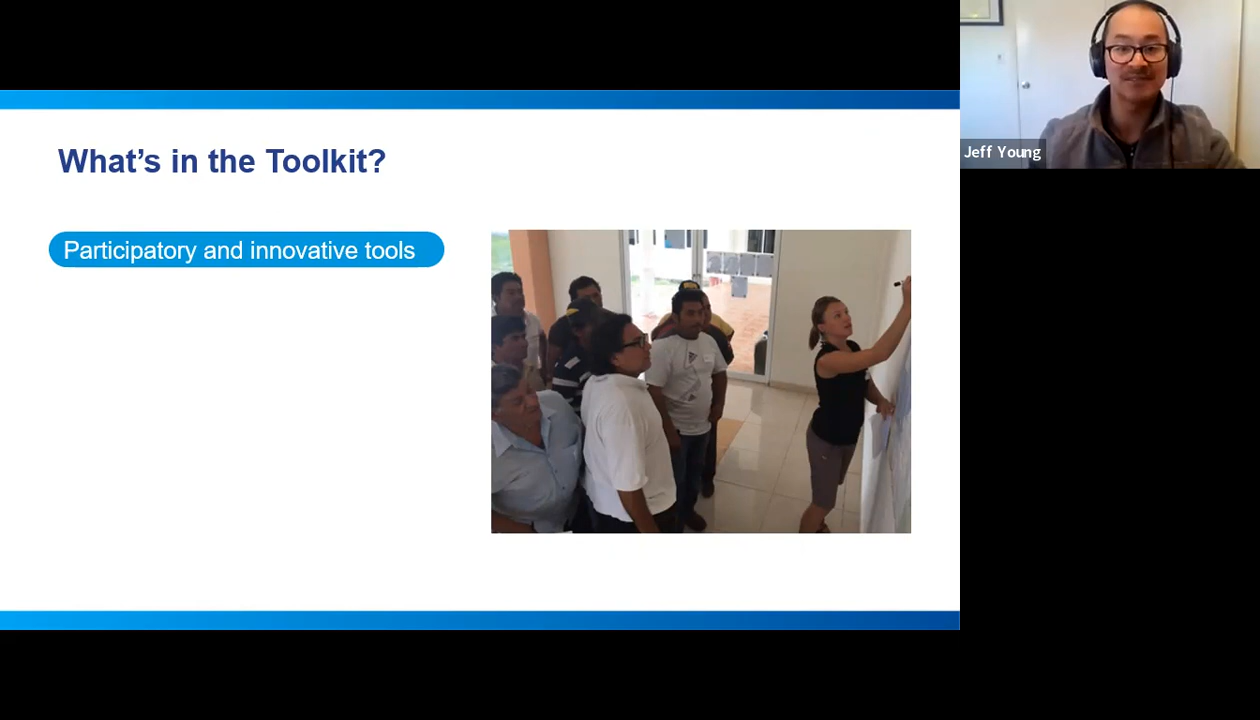 What's in the Toolkit?
Participatory and innovative tools
Jeff Young